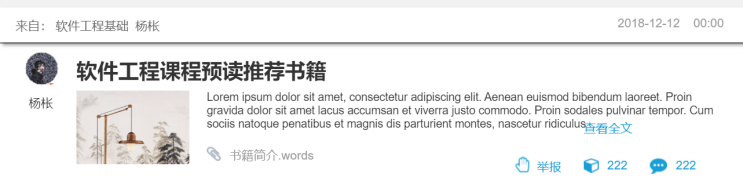 来自： 软件工程基础 杨枨 2018-12-12 00:00
软件工程课程预读推荐书籍
杨枨
Lorem ipsum dolor sit amet, consectetur adipiscing elit. Aenean euismod bibendum laoreet. Proin
gravida dolor sit amet lacus accumsan et viverra justo commodo. Proin sodales pulvinar tempor. Cum
sociis natoque penatibus et magnis dis parturient montes, nascetur ridiculus 查看全文
书籍简介.words
举报 222 222